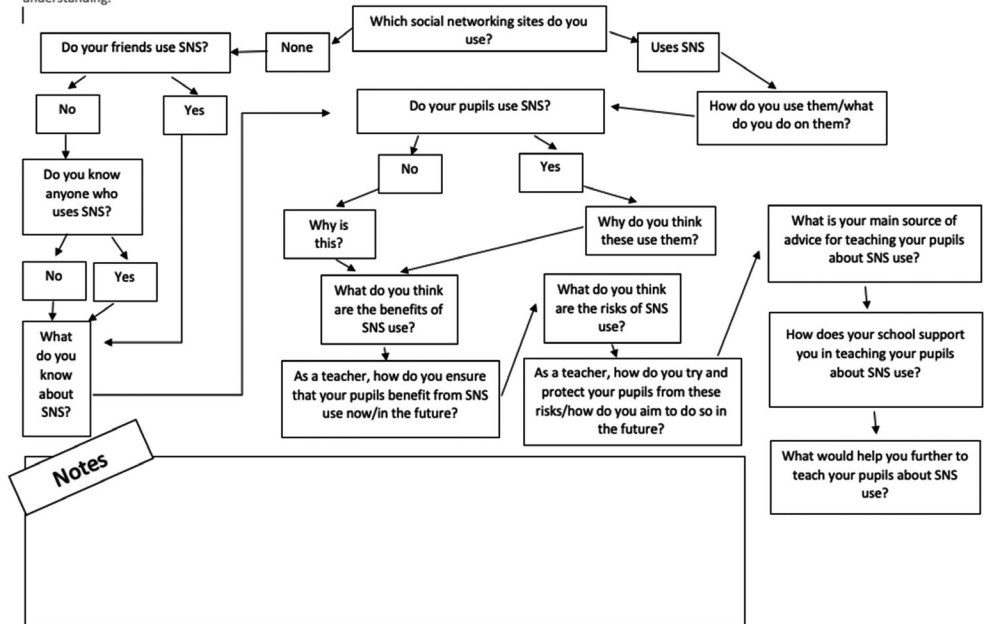 understanding.
Which social networking sites do you
use?
Do your friends use SNS?
None
Uses SNS
No
Yes
Do your pupils use SNS?
How do you use them/what
do you do on them?
Do you know
anyone who
uses SNS?
No
Yes
Why is
this?
Why do you think
these use them?
What is your main source of
advice for teaching your pupils
about SNS use?
No
Yes
What do you think
are the benefits of
SNS use?
What do you think
are the risks of SNS
use?
What
do you
know
about
SNS?
How does your school support
you in teaching your pupils
about SNS use?
As a teacher, how do you ensure
that your pupils benefit from SNS
use now/in the future?
As a teacher, how do you try and
protect your pupils from these
risks/how do you aim to do so in
the future?
What would help you further to
teach your pupils about SNS
use?
Notes